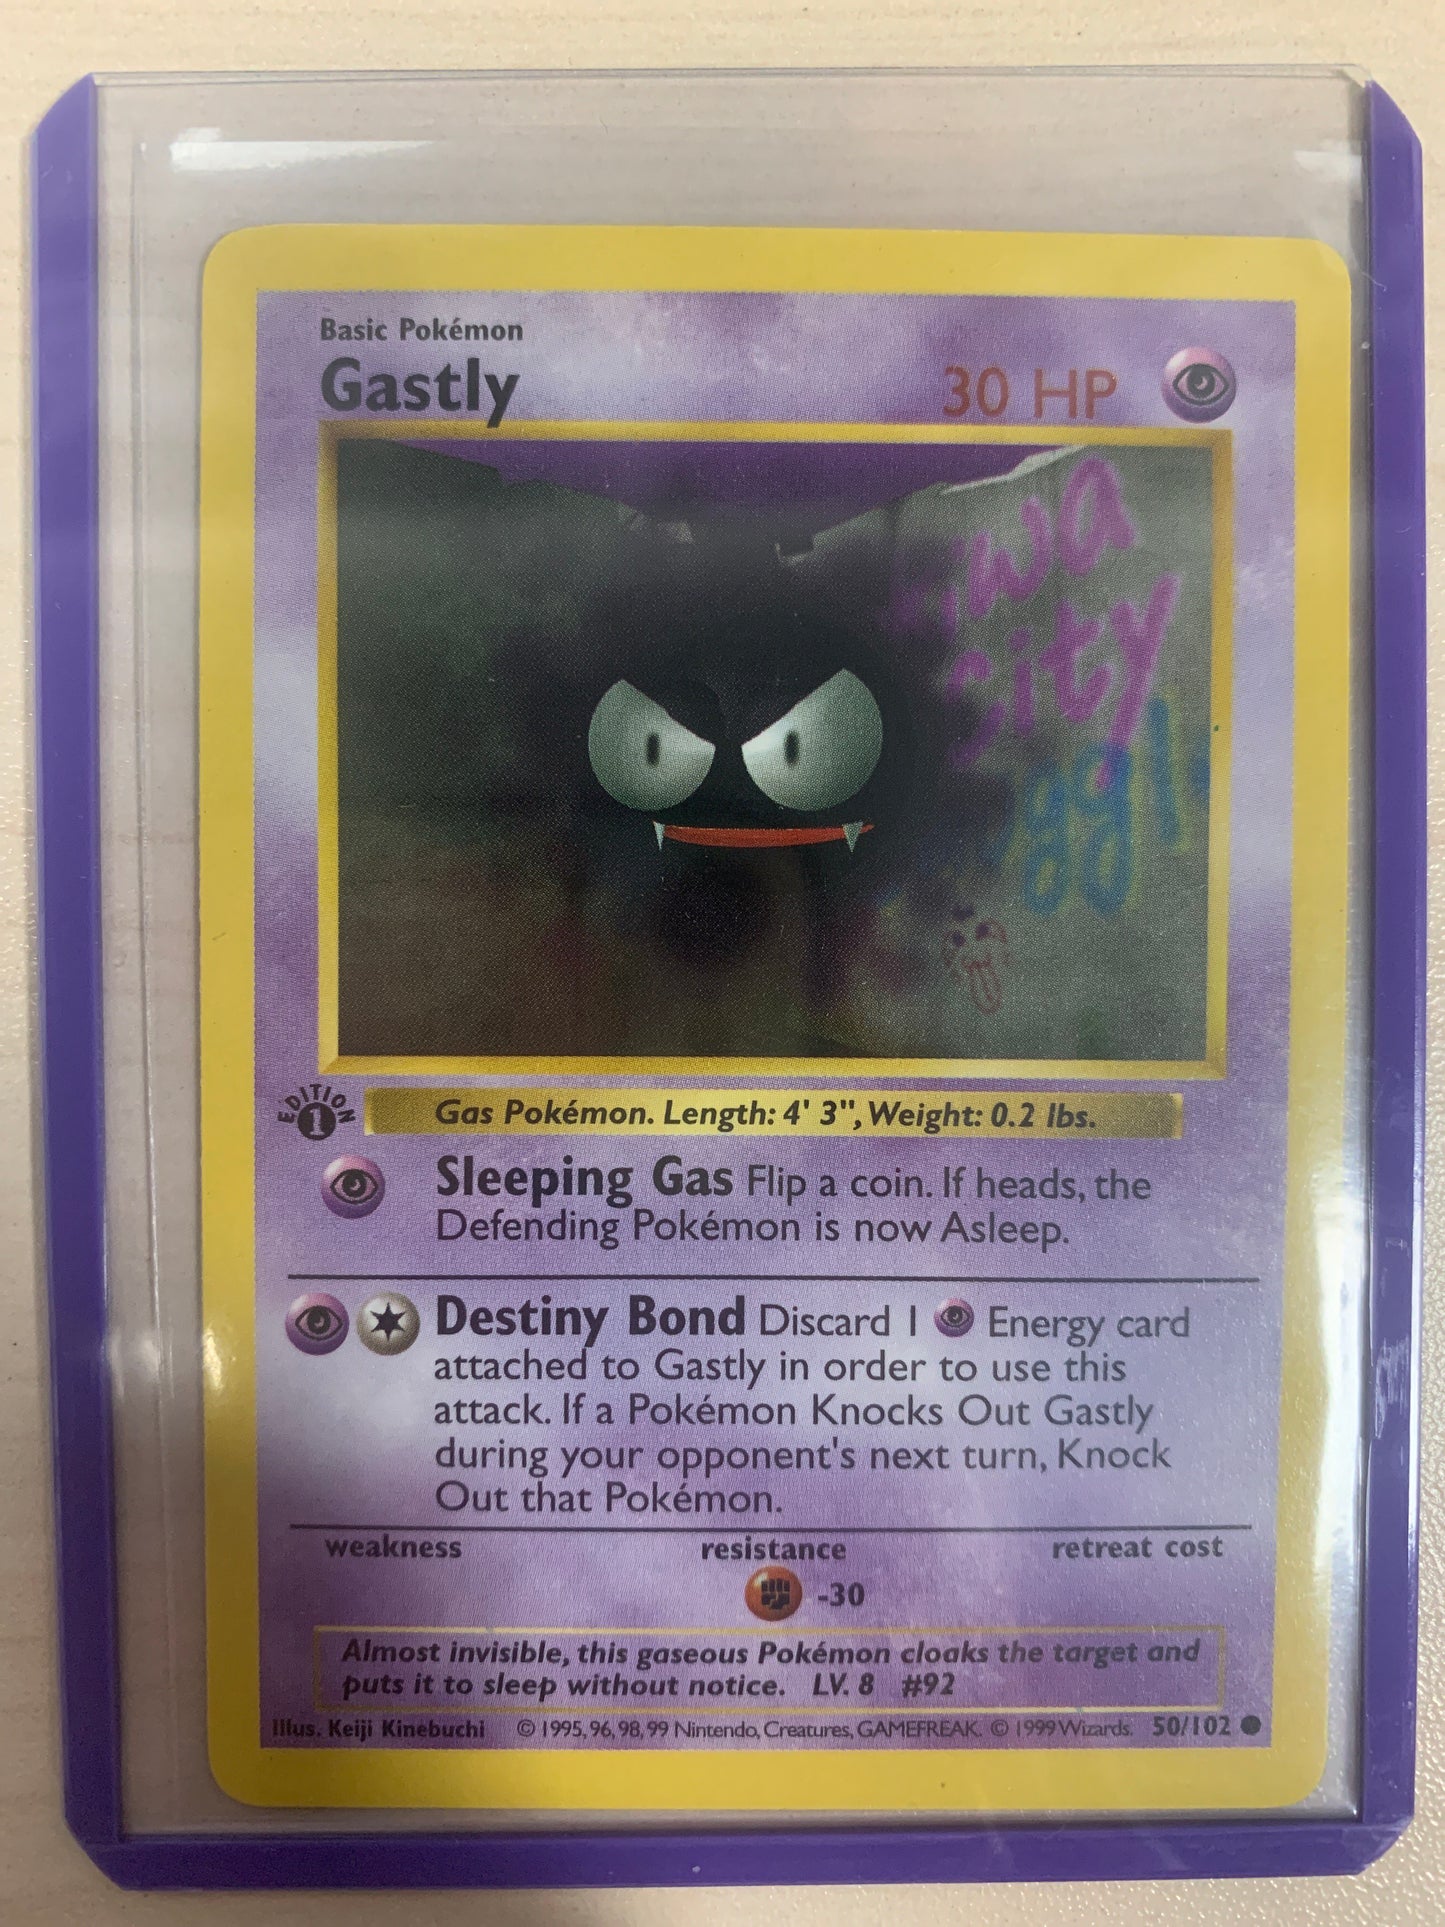 Basic Pokémon
Gastly 30 HP
wa
city
ggl
EDITION
1
Gas Pokémon. Length: 4' 3", Weight: 0.2 lbs.
Sleeping Gas Flip a coin. If heads, the
Defending Pokémon is now Asleep.
Destiny Bond Discard 1 Energy card
attached to Gastly in order to use this
attack. If a Pokémon Knocks Out Gastly
during your opponent's next turn, Knock
Out that Pokémon.
weakness resistance retreat cost
-30
Almost invisible, this gaseous Pokémon cloaks the target and
puts it to sleep without notice. LV. 8 #92
Illus. Keiji Kinebuchi © 1995, 96, 98, 99 Nintendo, Creatures, GAMEFREAK. © 1999 Wizards. 50/102